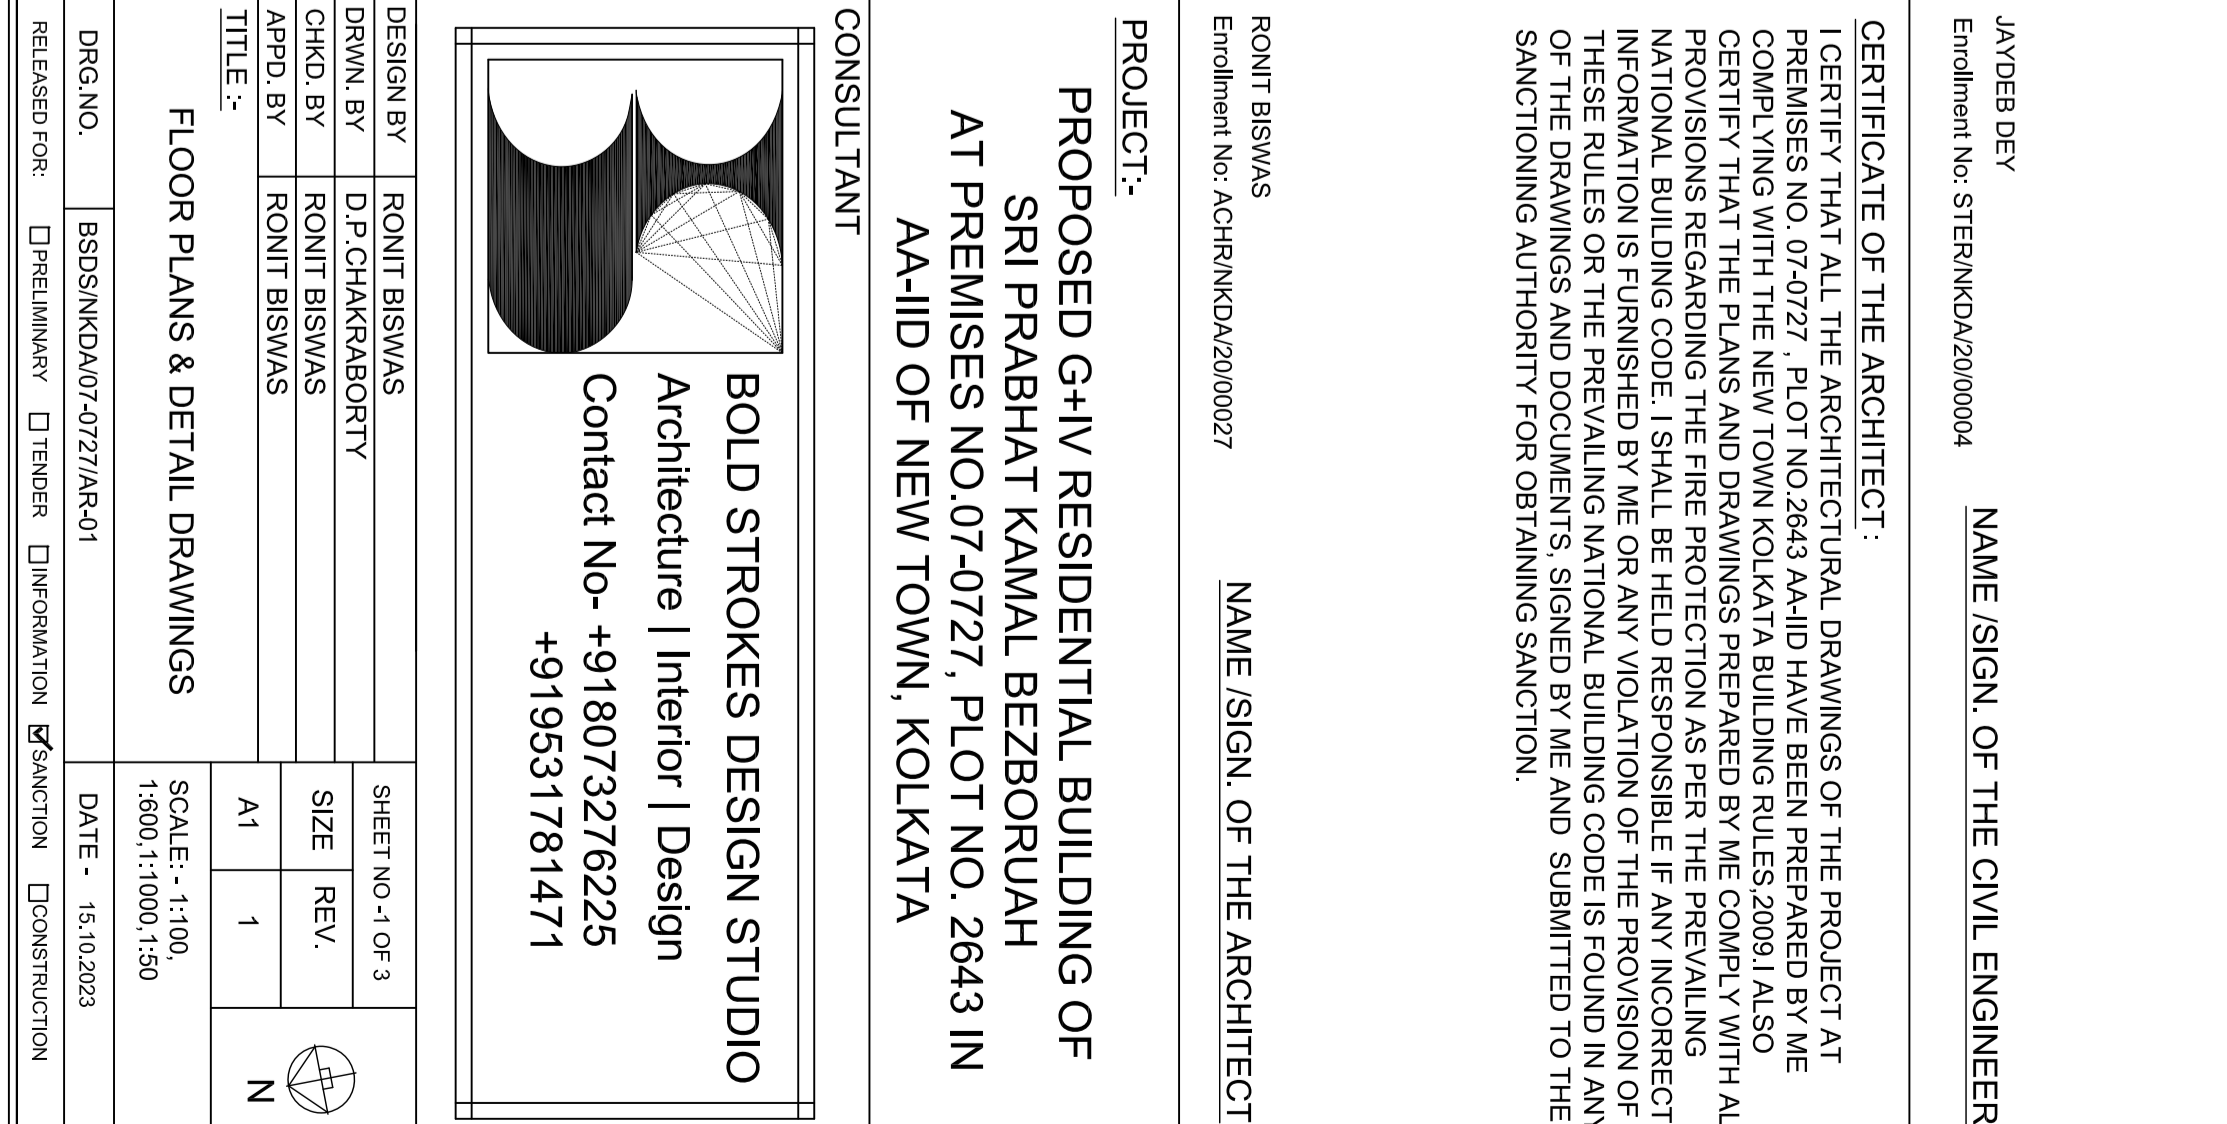 JAYDEB DEY
Enrollment No: STER/NKDA/20/00004
NAME /SIGN. OF THE CIVIL ENGINEER
CERTIFICATE OF THE ARCHITECT :
I CERTIFY THAT ALL THE ARCHITECTURAL DRAWINGS OF THE PROJECT AT
PREMISES NO. 07-0727 , PLOT NO.2643 AA-IID HAVE BEEN PREPARED BY ME
COMPLYING WITH THE NEW TOWN KOLKATA BUILDING RULES,2009.I ALSO
CERTIFY THAT THE PLANS AND DRAWINGS PREPARED BY ME COMPLY WITH AL
PROVISIONS REGARDING THE FIRE PROTECTION AS PER THE PREVAILING
NATIONAL BUILDING CODE. I SHALL BE HELD RESPONSIBLE IF ANY INCORRECT
INFORMATION IS FURNISHED BY ME OR ANY VIOLATION OF THE PROVISION OF
THESE RULES OR THE PREVAILING NATIONAL BUILDING CODE IS FOUND IN ANY
OF THE DRAWINGS AND DOCUMENTS, SIGNED BY ME AND SUBMITTED TO THE
SANCTIONING AUTHORITY FOR OBTAINING SANCTION.
RONIT BISWAS
Enrollment No: ACHR/NKDA/20/00027
NAME /SIGN. OF THE ARCHITECT
PROJECT:-
PROPOSED G+IV RESIDENTIAL BUILDING OF
SRI PRABHAT KAMAL BEZBORUAH
AT PREMISES NO.07-0727, PLOT NO. 2643 IN
AA-IID OF NEW TOWN, KOLKATA
CONSULTANT
BOLD STROKES DESIGN STUDIO
Architecture | Interior | Design
Contact No- +918073276225
+919531781471
DESIGN BY RONIT BISWAS
DRWN. BY D.P.CHAKRABORTY
CHKD. BY RONIT BISWAS
APPD. BY RONIT BISWAS
SHEET NO -1 OF 3
SIZE REV.
A1 1
N
TITLE :-
FLOOR PLANS & DETAIL DRAWINGS
SCALE: - 1:100,
1:600,1:1000,1:50
DRG.NO. BSDS/NKDA/07-0727/AR-01
DATE - 15.10.2023
RELEASED FOR: PRELIMINARY TENDER INFORMATION SANCTION CONSTRUCTION